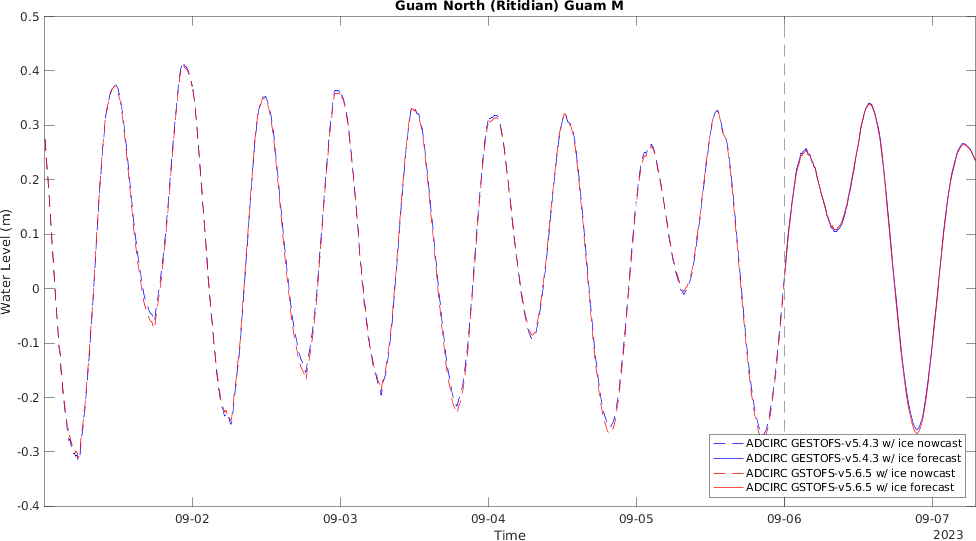 Guam North (Ritidian) Guam M
0.5
0.4
0.3
0.2
0.1
0
-0.1
-0.2
-0.3
-0.4
Water Level (m)
ADCIRC GESTOFS-v5.4.3 w/ ice nowcast
ADCIRC GESTOFS-v5.4.3 w/ ice forecast
ADCIRC GSTOFS-v5.6.5 w/ ice nowcast
ADCIRC GSTOFS-v5.6.5 w/ ice forecast
09-02 09-03 09-04 09-05 09-06 09-07
Time
2023